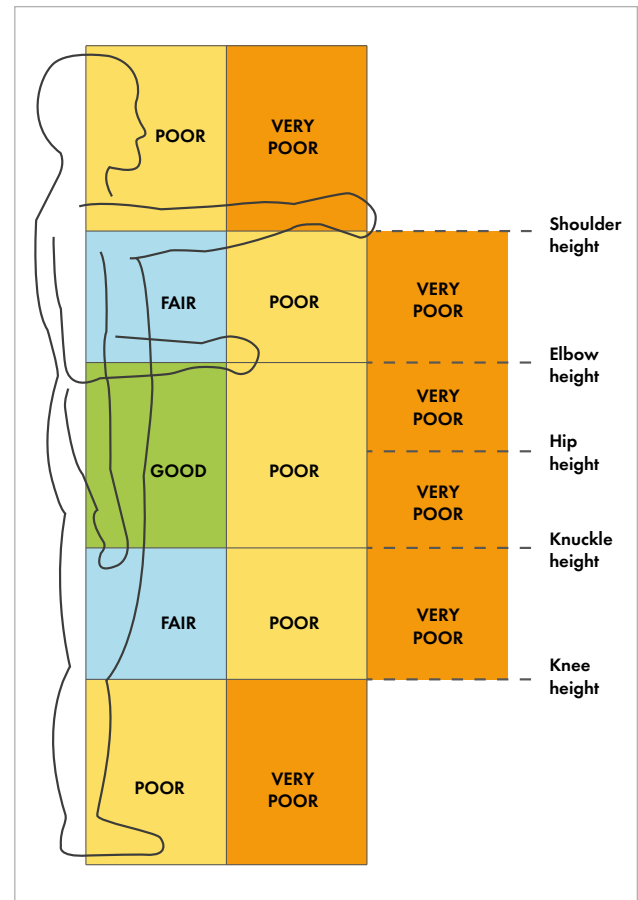 POOR
VERY
POOR
Shoulder
height
FAIR
POOR
VERY
POOR
Elbow
height
VERY
POOR
Hip
height
GOOD
POOR
VERY
POOR
Knuckle
height
FAIR
POOR
VERY
POOR
Knee
height
POOR
VERY
POOR